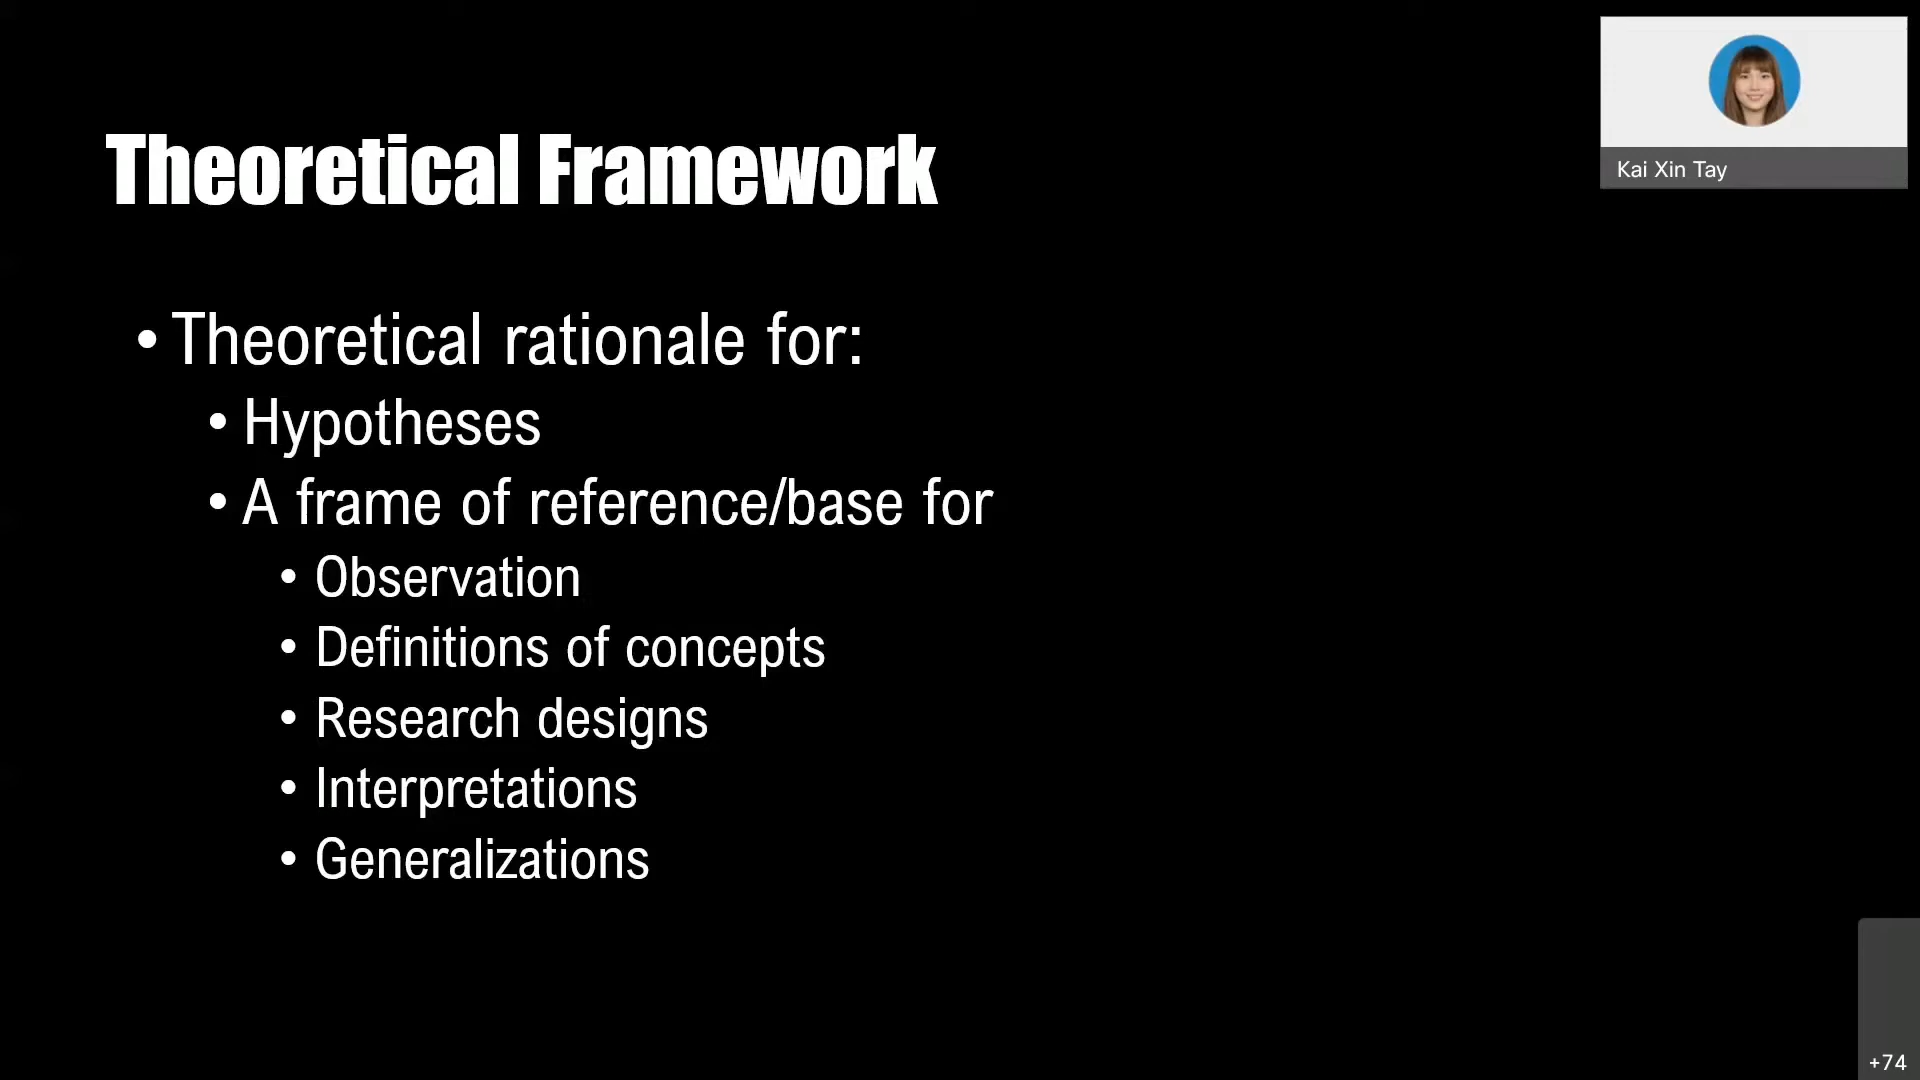 Theoretical Framework
• Theoretical rationale for:
• Hypotheses
• A frame of reference/base for
• Observation
• Definitions of concepts
• Research designs
• Interpretations
• Generalizations
Kai Xin Tay
+74